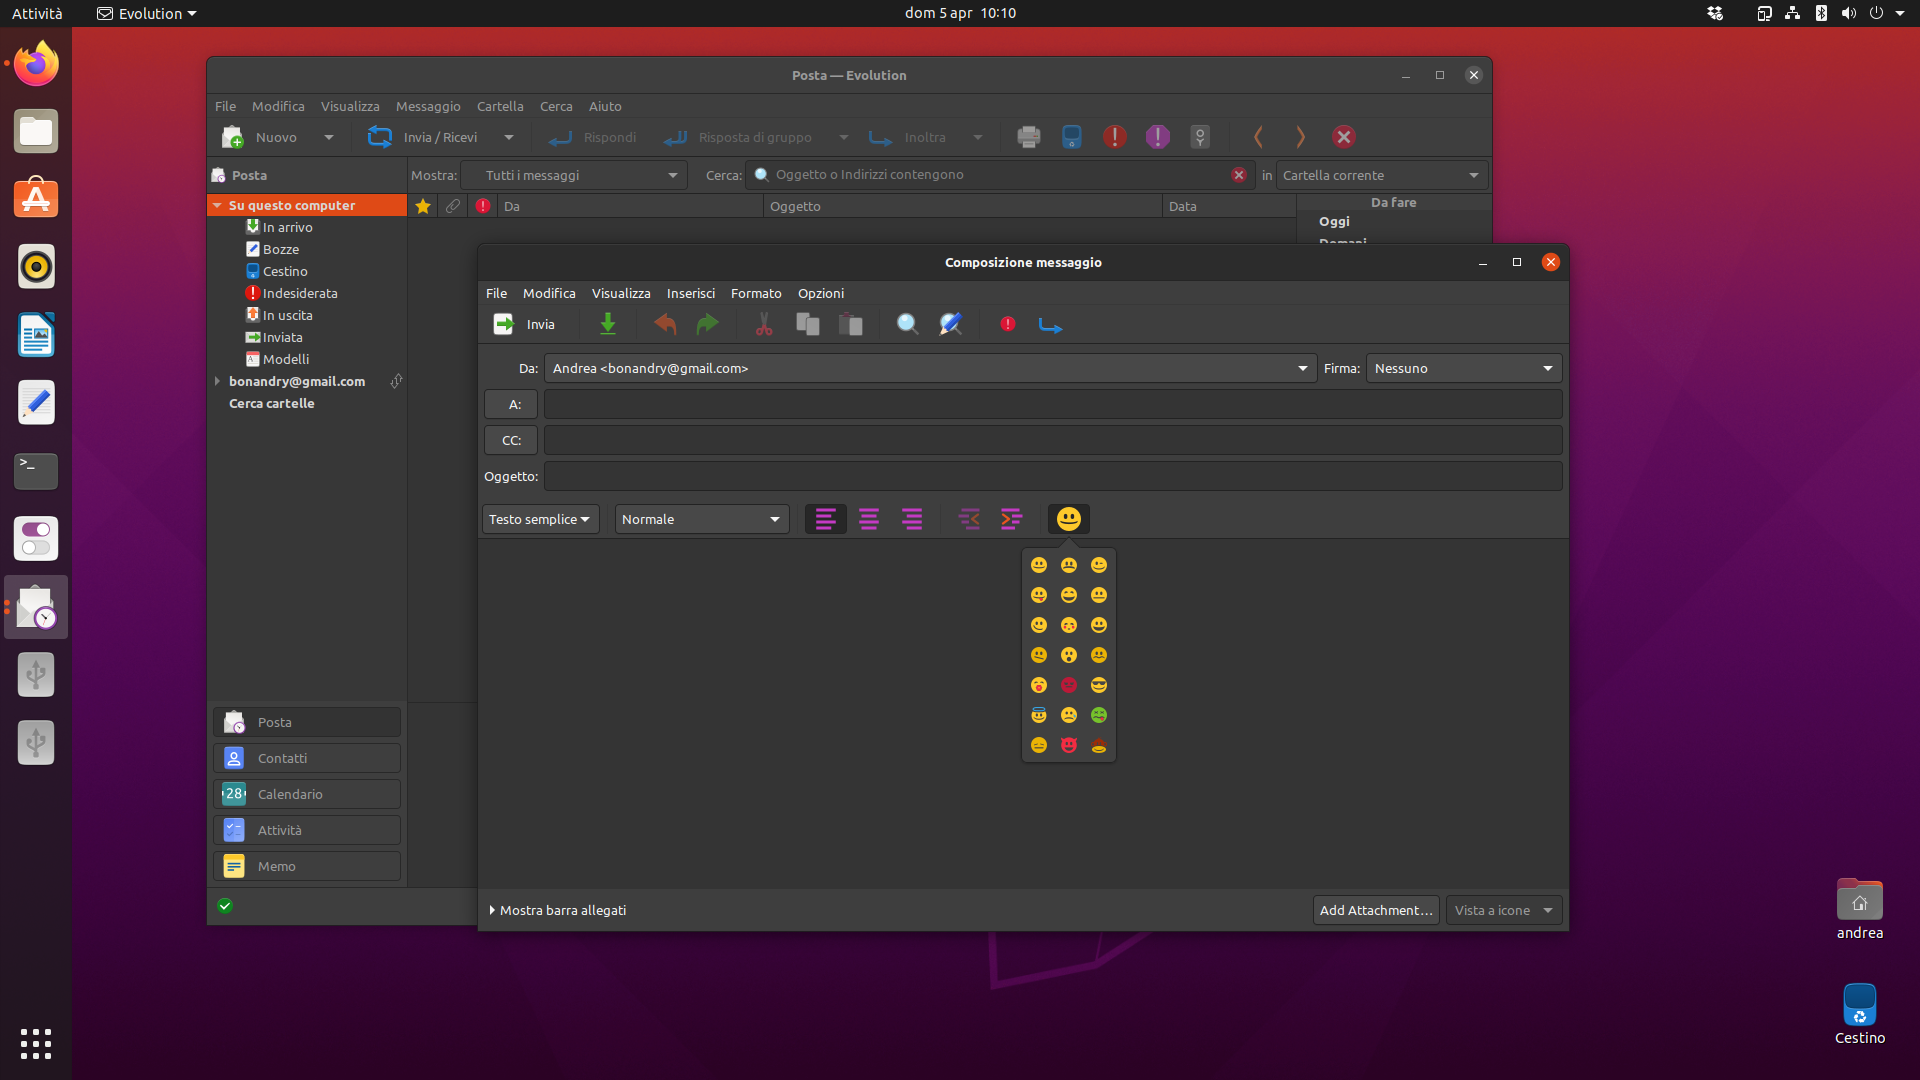 Attività Evolution dom 5 apr 10:10
Posta — Evolution
File Modifica Visualizza Messaggio Cartella Cerca Aiuto
Nuovo Invia / Ricevi Rispondi Risposta di gruppo Inoltra
Posta Mostra: Tutti i messaggi Cerca: Oggetto o Indirizzi contengono in Cartella corrente
Su questo computer Da Oggetto Data Da fare
Oggi
Domani
In arrivo
Bozze
Cestino
Indesiderata
In uscita
Inviata
Modelli
bonandry@gmail.com
Cerca cartelle
Posta
Contatti
28 Calendario
Attività
Memo
Composizione messaggio
File Modifica Visualizza Inserisci Formato Opzioni
Invia
Da: Andrea <bonandry@gmail.com> Firma: Nessuno
A:
CC:
Oggetto:
Testo semplice Normale
Mostra barra allegati Add Attachment… Vista a icone
andrea
Cestino